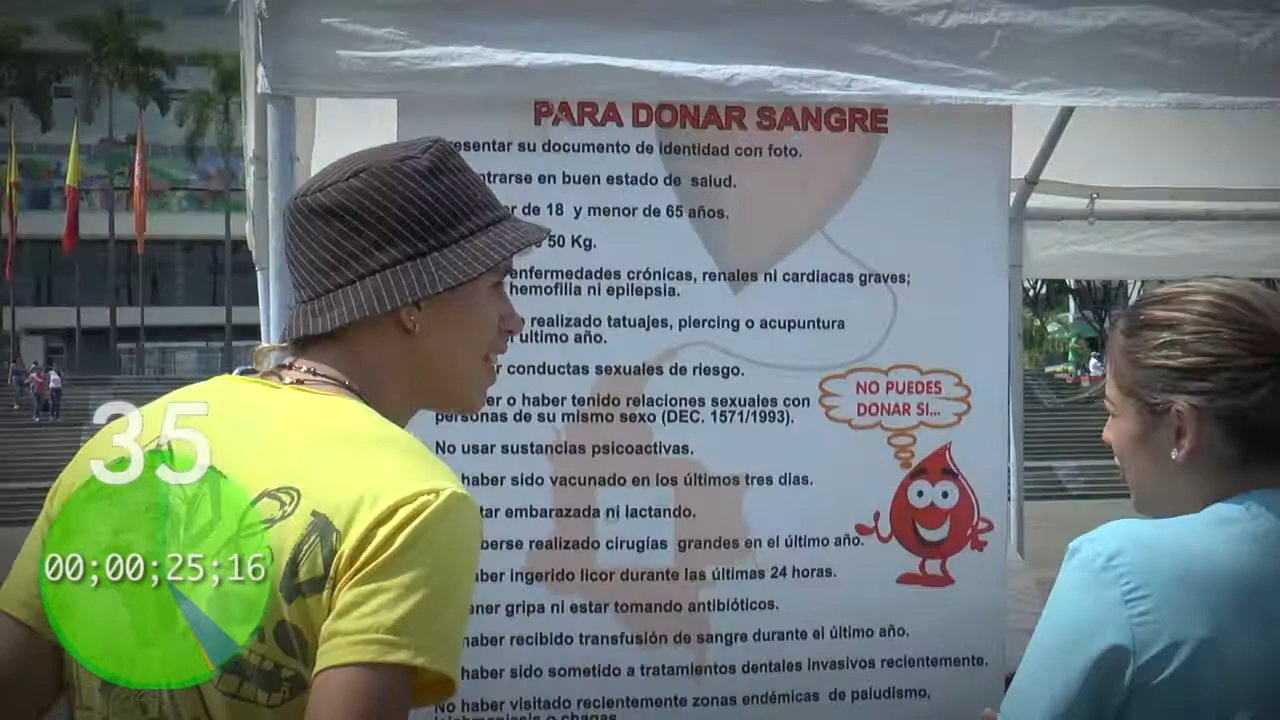 PARA DONAR SANGRE
resentar su documento de identidad con foto.
ntrarse en buen estado de salud.
r de 18 y menor de 65 años.
50 Kg.
enfermedades crónicas, renales ni cardiacas graves;
hemofilia ni epilepsia.
realizado tatuajes, piercing o acupuntura
ultimo año.
r conductas sexuales de riesgo.
er o haber tenido relaciones sexuales con
personas de su mismo sexo (DEC. 1571/1993).
NO PUEDES
DONAR SI...
No usar sustancias psicoactivas.
haber sido vacunado en los últimos tres dias.
tar embarazada ni lactando.
berse realizado cirugías grandes en el último año.
ber ingerido licor durante las últimas 24 horas.
ener gripa ni estar tomando antibióticos.
haber recibido transfusión de sangre durante el último año.
haber sido sometido a tratamientos dentales invasivos recientemente.
No haber visitado recientemente zonas endémicas de paludismo,
o chagas
35
00;00;25;16